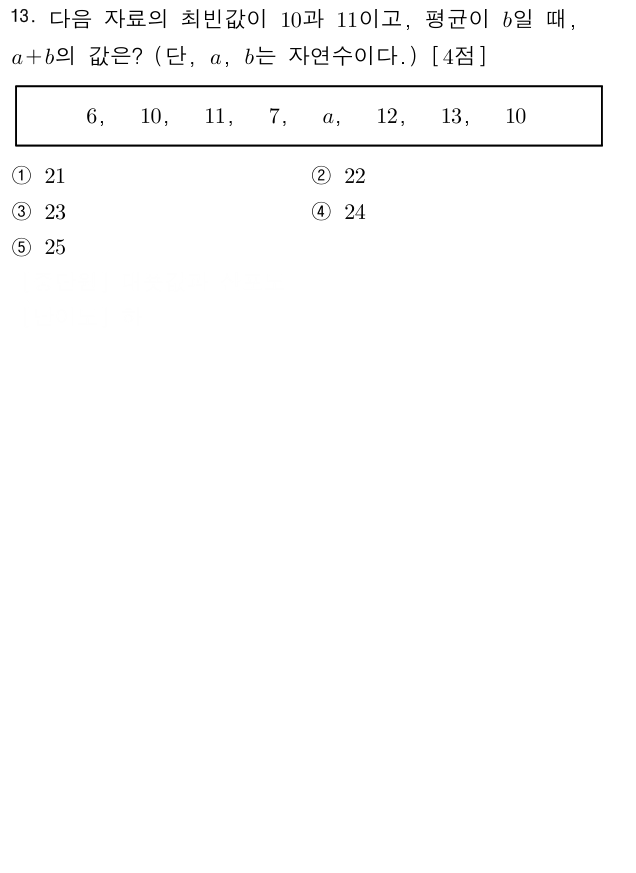 13. 다음 자료의 최빈값이 10과 11이고, 평균이 b일 때,
a+b의 값은? (단, a, b는 자연수이다.) [4점]
6, 10, 11, 7, a, 12, 13, 10
① 21 ② 22
③ 23 ④ 24
⑤ 25